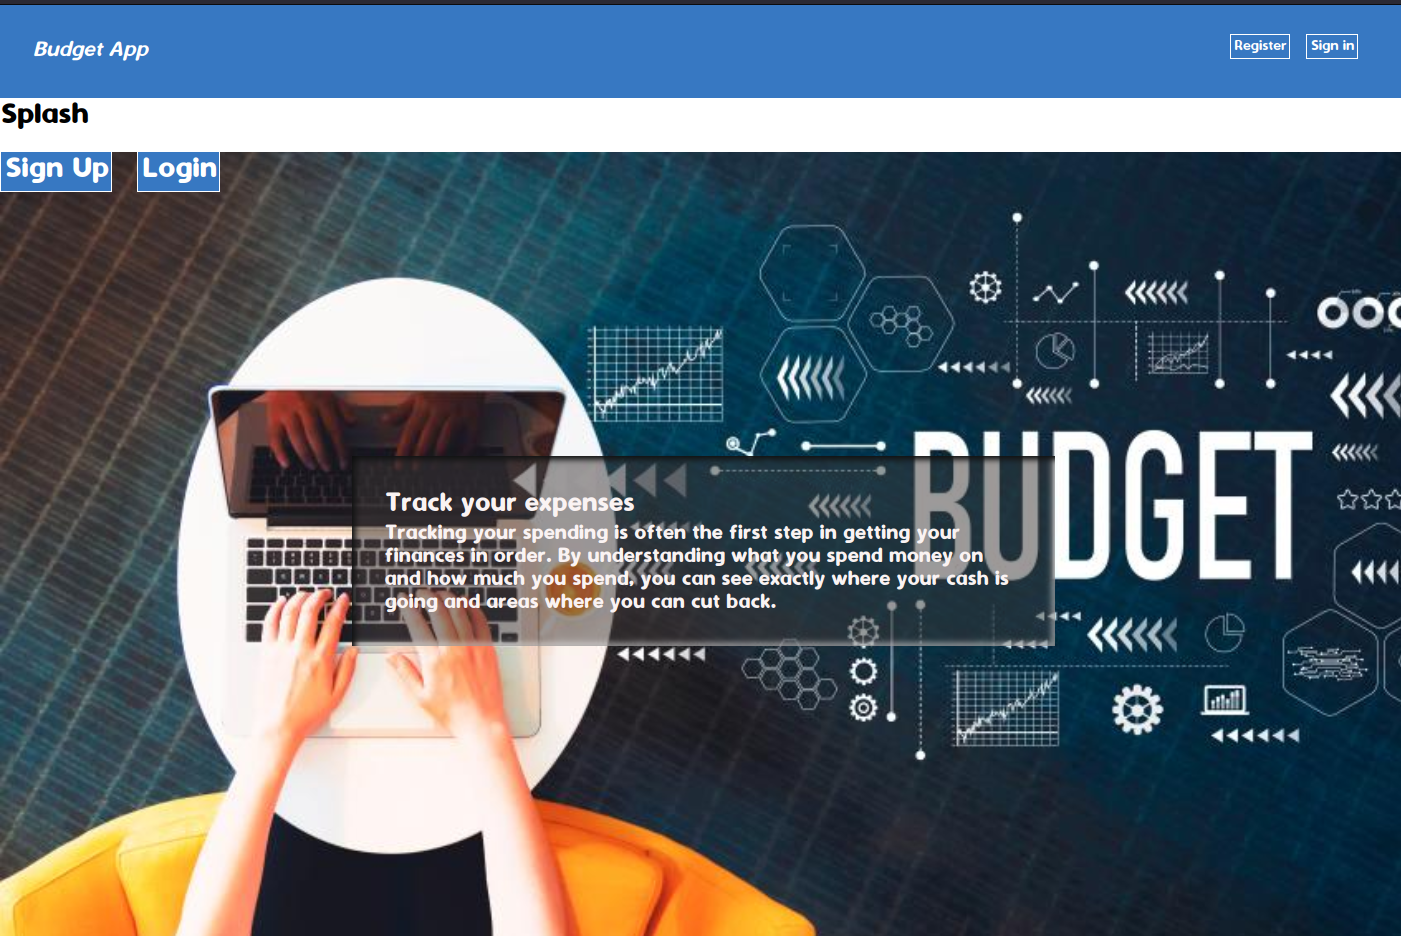 Budget App
Register
Sign in
Splash
Sign Up
Login
BUDGET
Track your expenses
Tracking your spending is often the first step in getting your
finances in order. By understanding what you spend money on
and how much you spend, you can see exactly where your cash is
going and areas where you can cut back.